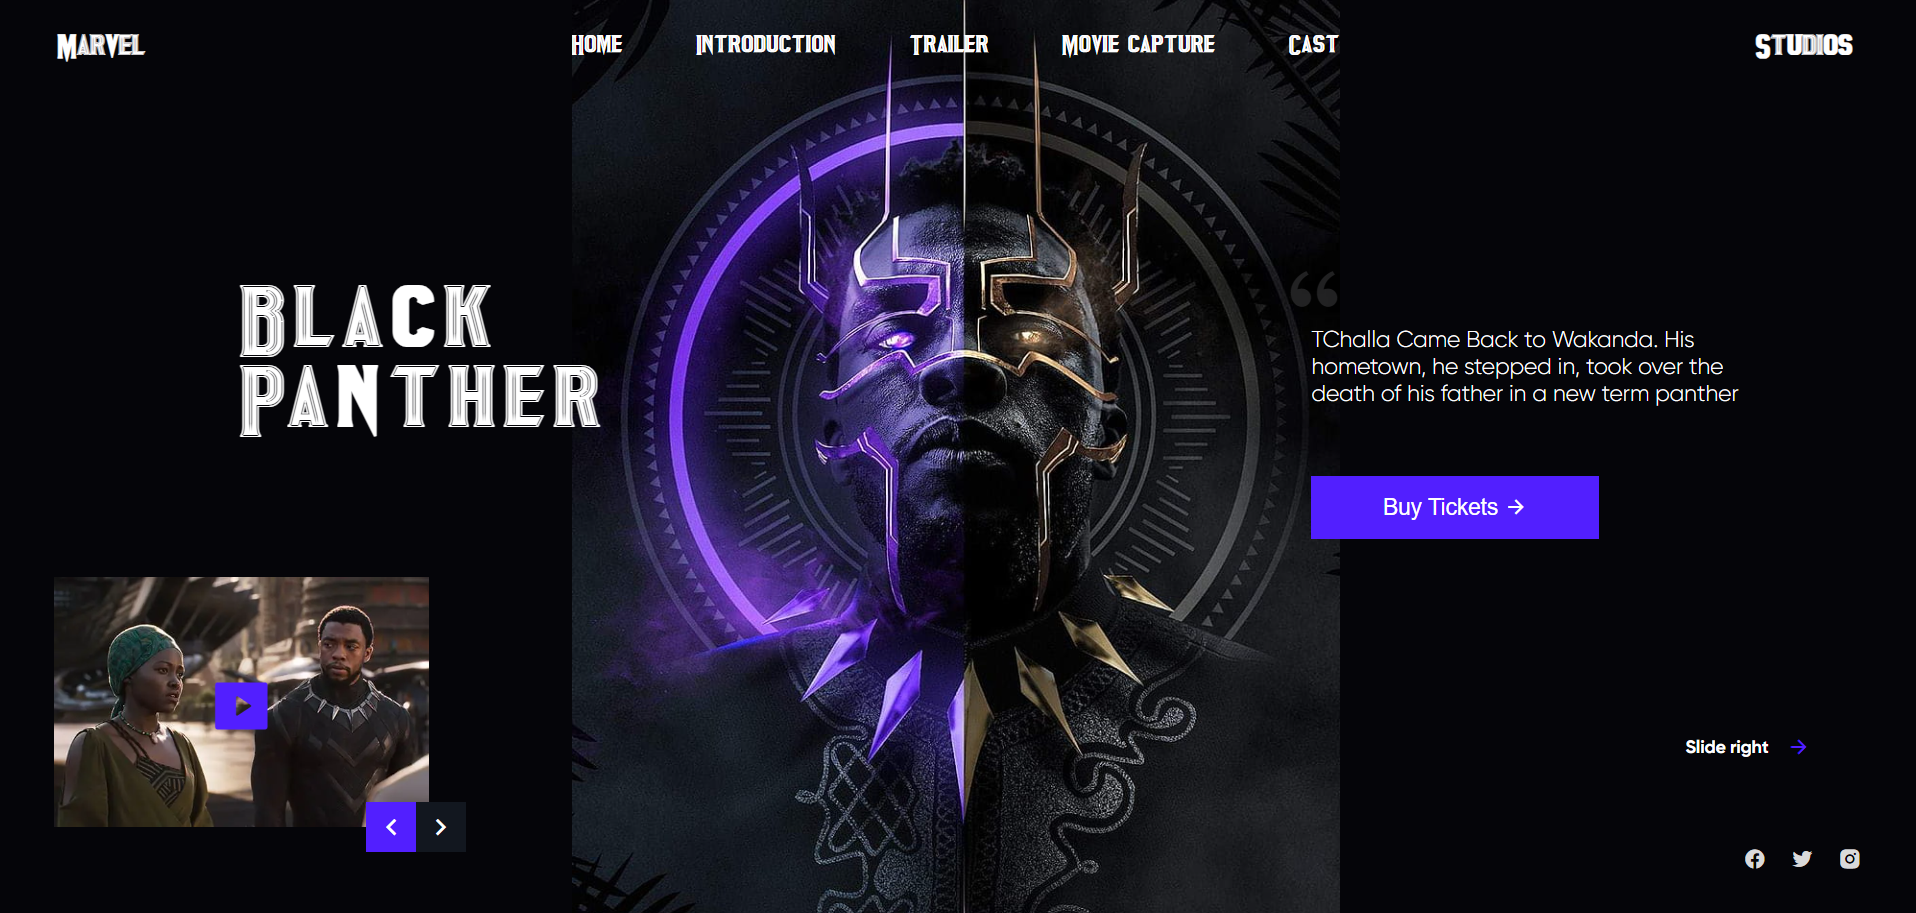 Marvel
Home
Introduction
Trailer
Movie capture
Cast
Studios
Black
Panther
“
TChalla Came Back to Wakanda. His
hometown, he stepped in, took over the
death of his father in a new term panther
Buy Tickets →
Slide right →